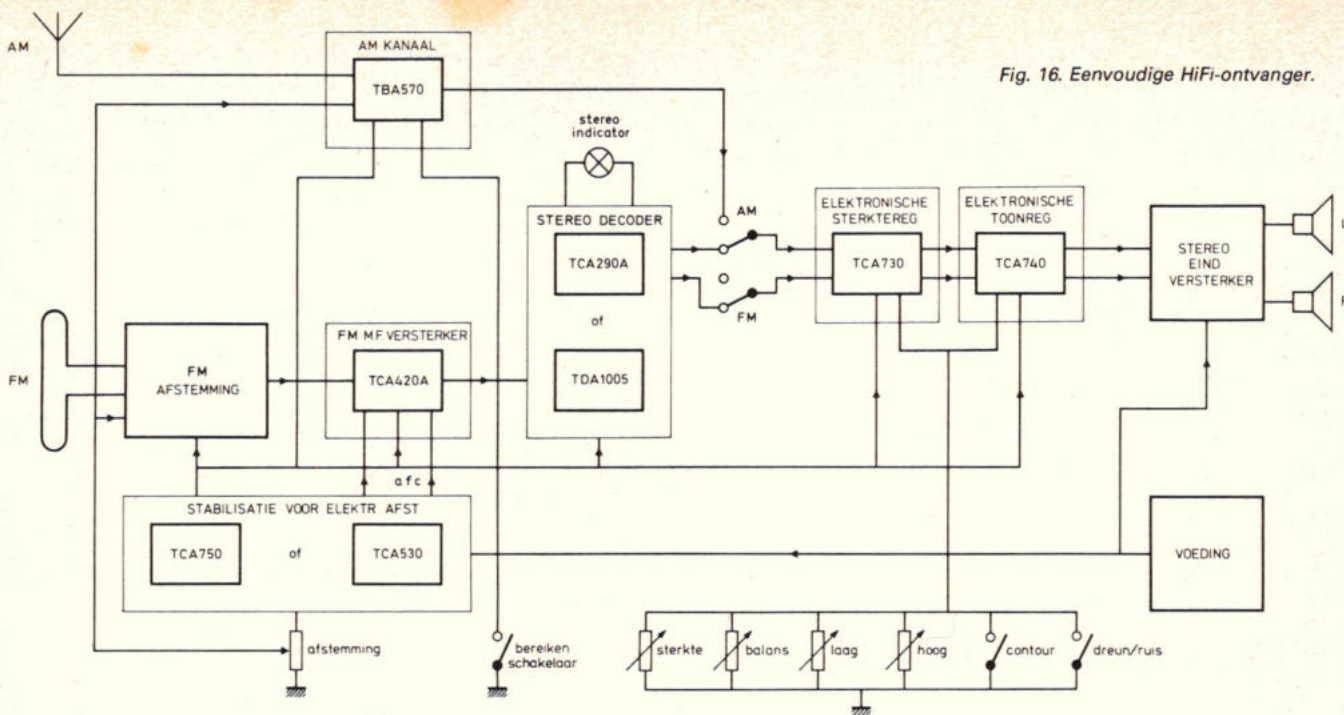 AM
AM KANAAL
TBA570
Fig. 16. Eenvoudige HiFi-ontvanger.
stereo
indicator
STEREO DECODER
TCA290A
of
TDA1005
AM
FM
ELEKTRONISCHE
STERKTEREG
TCA730
ELEKTRONISCHE
TOONREG
TCA740
STEREO
EIND
VERSTERKER
L
FM
FM
AFSTEMMING
FM M.F. VERSTERKER
TCA420A
afc
STABILISATIE VOOR ELEKTR. AFST
TCA750
of
TCA530
VOEDING
afstemming
bereiken
schakelaar
sterkte
balans
laag
hoog
contour
dreun/ruis